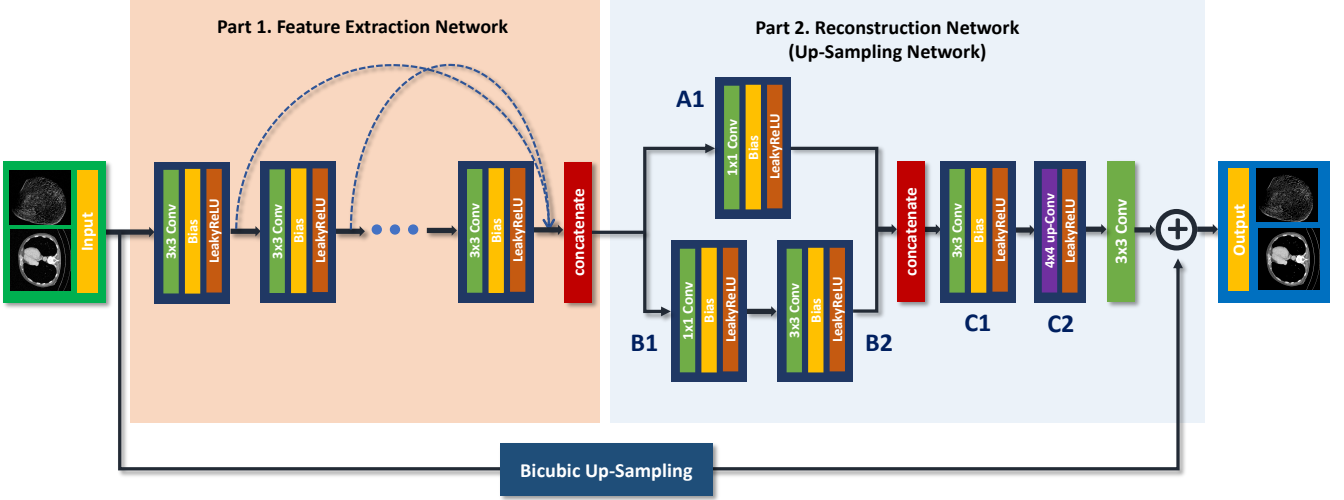 Part 1. Feature Extraction Network
Part 2. Reconstruction Network
(Up-Sampling Network)
Input
3x3 Conv
Bias
LeakyReLU
3x3 Conv
Bias
LeakyReLU
3x3 Conv
Bias
LeakyReLU
concatenate
A1
1x1 Conv
Bias
LeakyReLU
B1
1x1 Conv
Bias
LeakyReLU
3x3 Conv
Bias
LeakyReLU
B2
concatenate
3x3 Conv
Bias
LeakyReLU
C1
4x4 up-Conv
LeakyReLU
C2
3x3 Conv
+
Output
Bicubic Up-Sampling